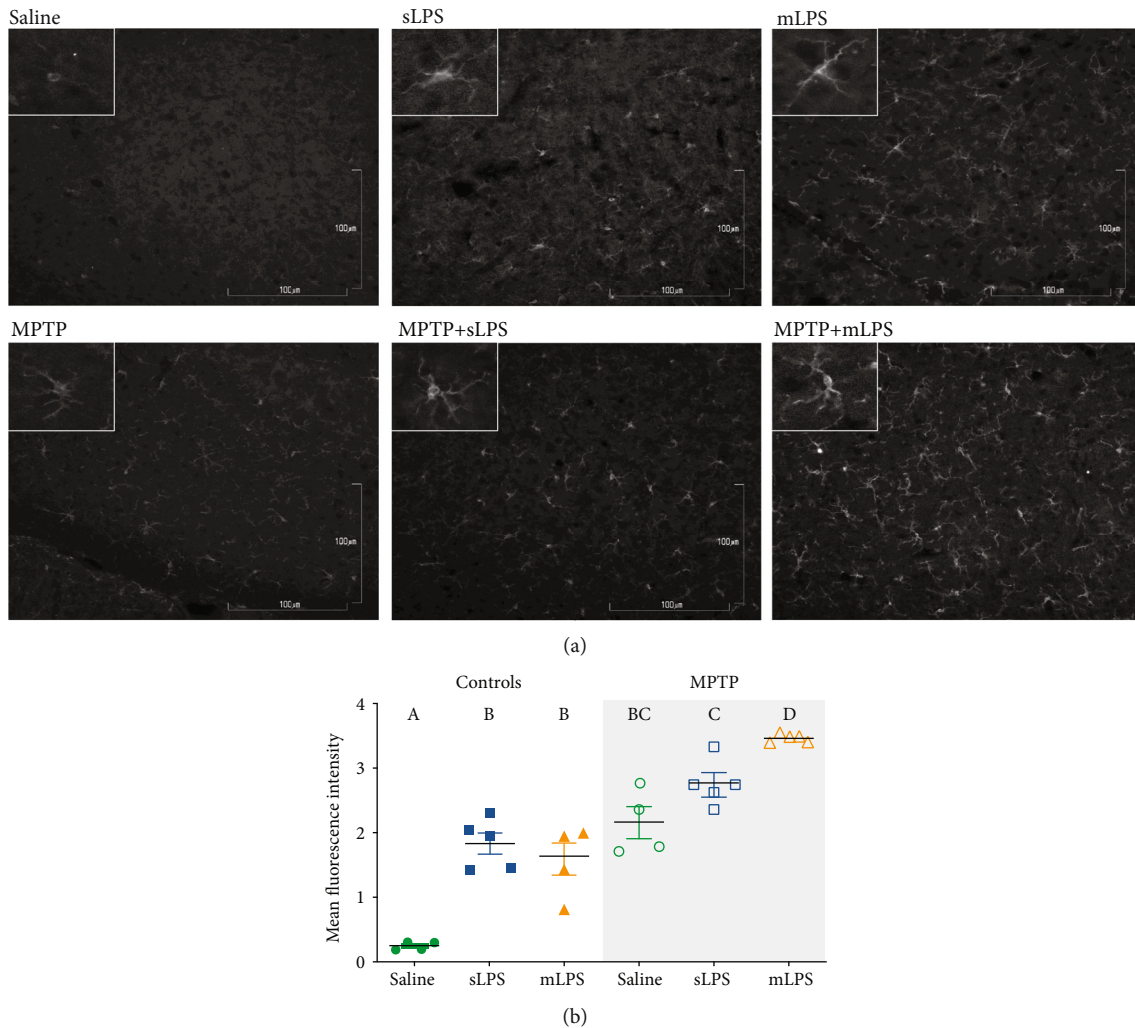 Saline sLPS mLPS
100μm 100μm 100μm
100μm 100μm 100μm
MPTP MPTP+sLPS MPTP+mLPS
100μm 100μm 100μm
100μm 100μm 100μm
(a)
Controls MPTP
4
A B B BC C D
3
2
1
0
Mean fluorescence intensity
Saline sLPS mLPS Saline sLPS mLPS
(b)